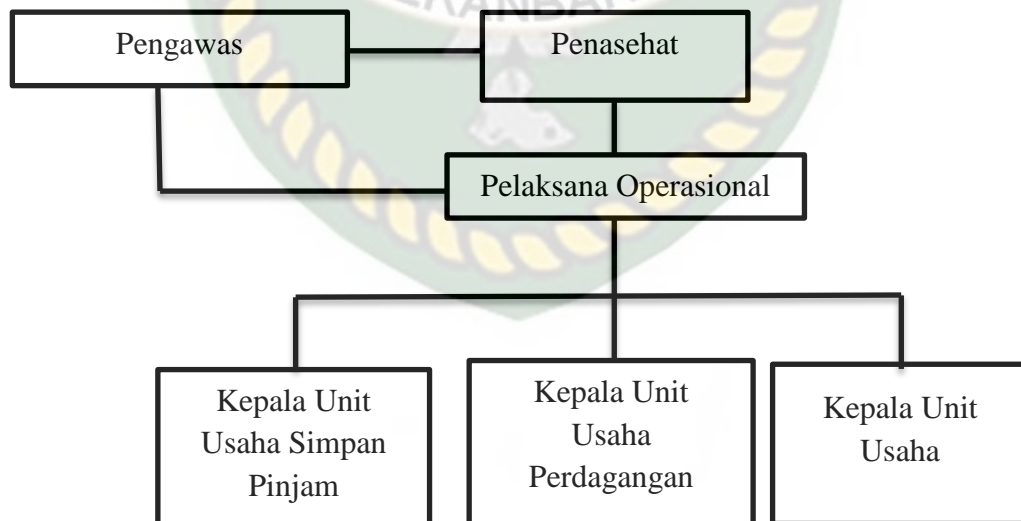 Pengawas
Penasehat
Pelaksana Operasional
Kepala Unit
Usaha Simpan
Pinjam
Kepala Unit
Usaha
Perdagangan
Kepala Unit
Usaha